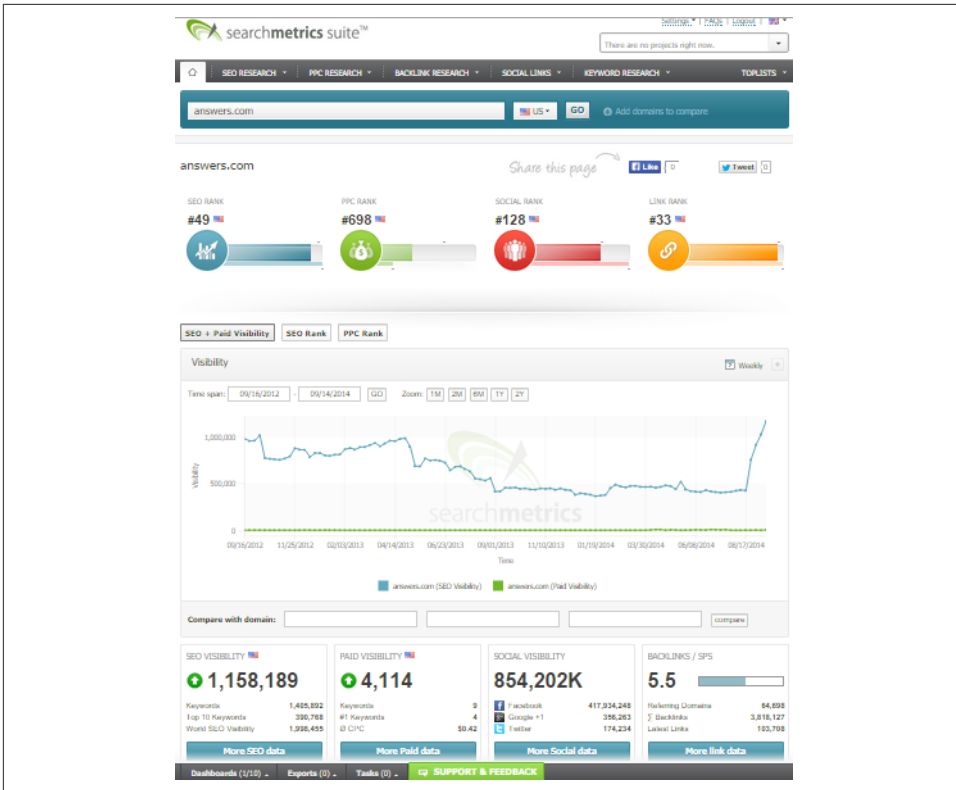 searchmetrics suite™
Settings | FAQs | Logout |
There are no projects right now.
SEO RESEARCH PPC RESEARCH BACKLINK RESEARCH SOCIAL LINKS KEYWORD RESEARCH TOPLISTS
answers.com US GO Add domains to compare
answers.com Share this page Like 0 Tweet 0
SEO RANK PPC RANK SOCIAL RANK LINK RANK
#49 #698 #128 #33
SEO + Paid Visibility SEO Rank PPC Rank
Visibility Weekly +
Time span: 09/16/2012 - 09/14/2014 GO Zoom: 1M 2M 6M 1Y 2Y
1,000,000
500,000
0
Visibility
searchmetrics
09/16/2012 11/25/2012 02/03/2013 04/14/2013 06/23/2013 09/01/2013 11/10/2013 01/19/2014 03/30/2014 06/08/2014 08/17/2014
Time
answers.com (SEO Visibility) answers.com (Paid Visibility)
Compare with domain: compare
SEO VISIBILITY PAID VISIBILITY SOCIAL VISIBILITY BACKLINKS / SPS
1,158,189 4,114 854,202K 5.5
Keywords 1,405,892 Keywords 9 Facebook 417,934,248 Referring Domains 64,698
Top 10 Keywords 390,768 #1 Keywords 4 Google +1 356,263 ∑ Backlinks 3,818,127
World SEO Visibility 1,998,455 Ø CPC $0.42 Twitter 174,234 Latest Links 103,708
More SEO data More Paid data More Social data More link data
Dashboards (1/10) Exports (0) Tasks (0) SUPPORT & FEEDBACK